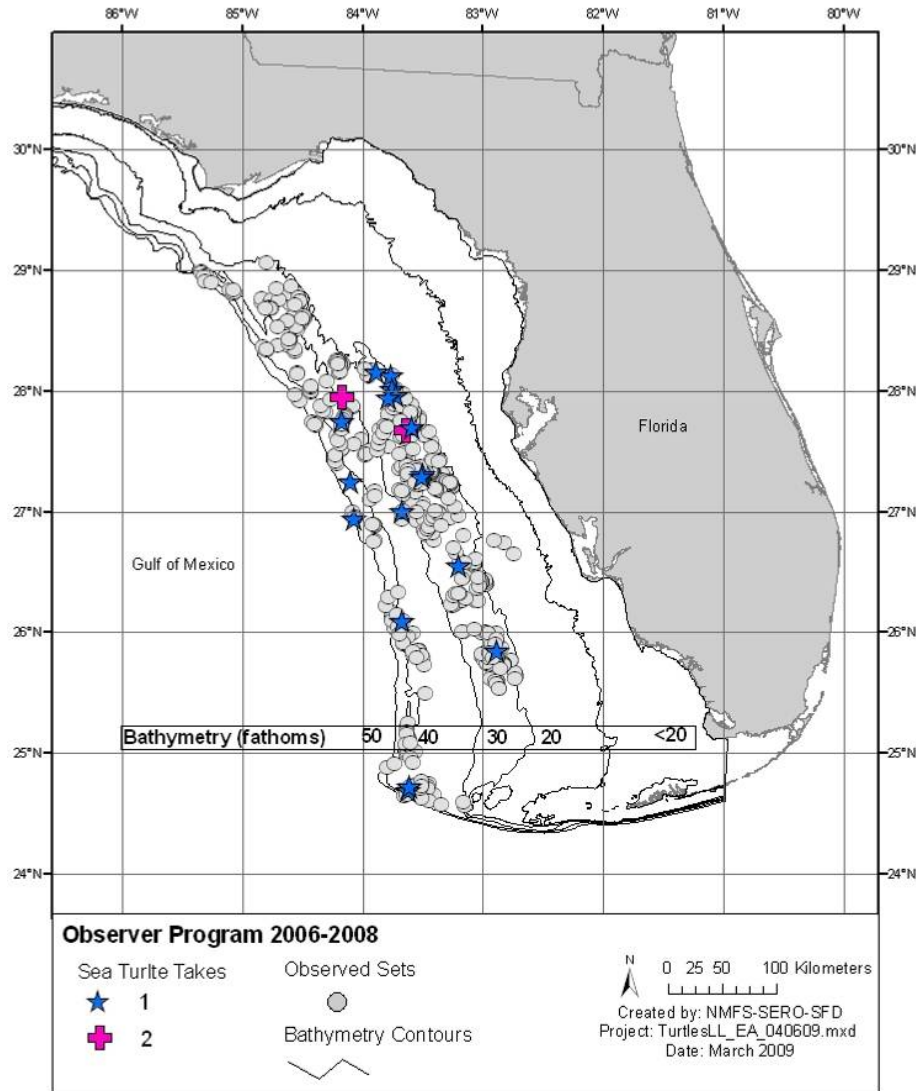 86°W 85°W 84°W 83°W 82°W 81°W 80°W
30°N 30°N
29°N 29°N
28°N 28°N
Florida
27°N 27°N
Gulf of Mexico
26°N 26°N
Bathymetry (fathoms) 50 40 30 20 <20
25°N 25°N
24°N 24°N
Observer Program 2006-2008
Sea Turlte Takes Observed Sets
1
Bathymetry Contours
2
N 0 25 50 100 Kilometers
Created by: NMFS-SERO-SFD
Project: TurtlesLL_EA_040609.mxd
Date: March 2009